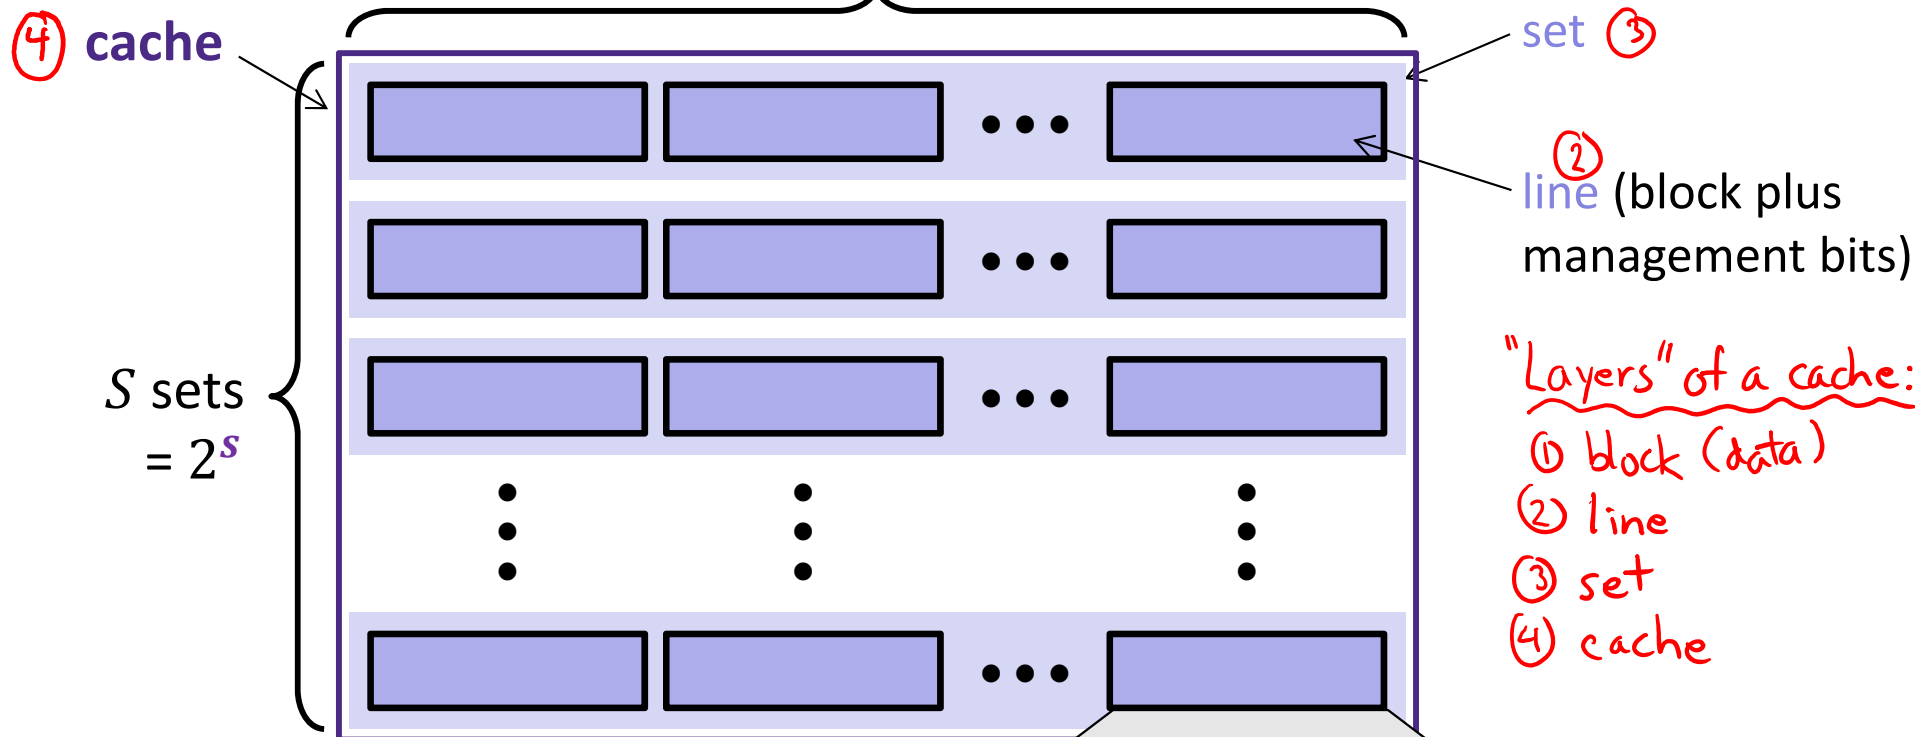 ④ cache
set ③
②
line (block plus
management bits)
S sets
= 2^s
"Layers" of a cache:
① block (data)
② line
③ set
④ cache